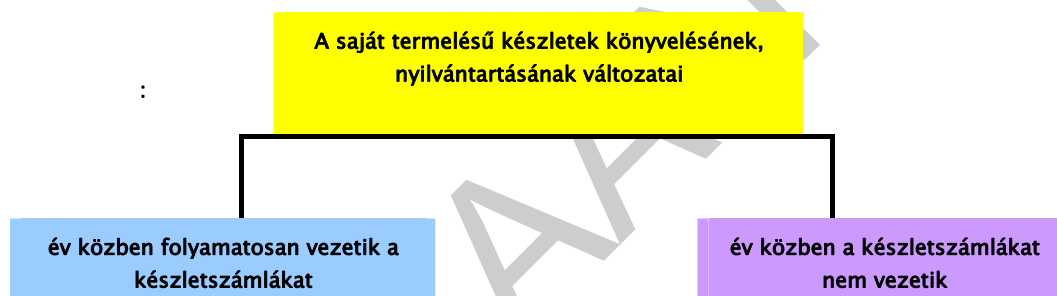 A saját termelésű készletek könyvelésének,
nyilvántartásának változatai
:
év közben folyamatosan vezetik a
készletszámlákat
év közben a készletszámlákat
nem vezetik